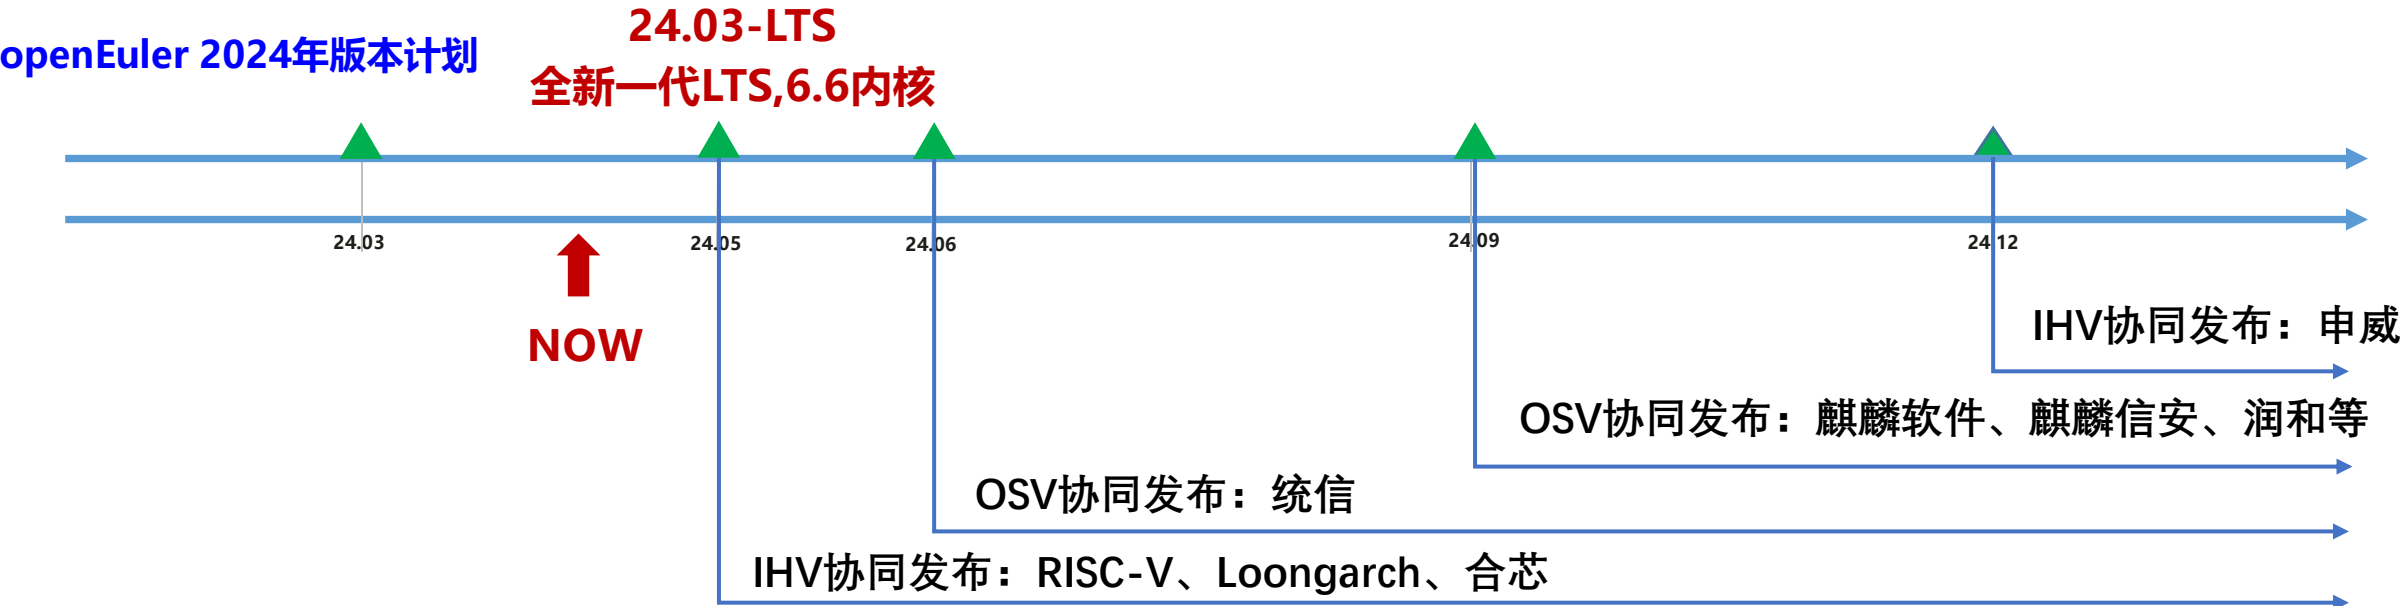 24.03-LTS
openEuler 2024年版本计划
全新一代LTS,6.6内核
24.03
24.05
24.06
24.09
24.12
NOW
IHV协同发布：申威
OSV协同发布：麒麟软件、麒麟信安、润和等
OSV协同发布：统信
IHV协同发布：RISC-V、Loongarch、合芯